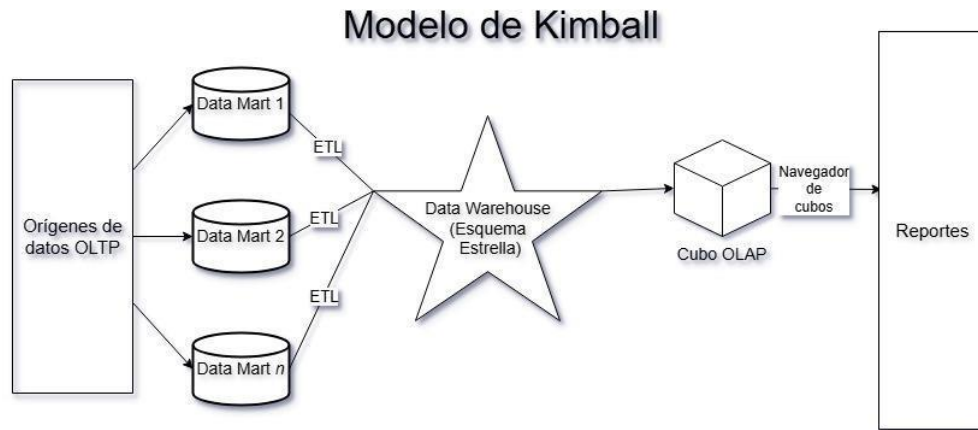 Modelo de Kimball
Orígenes de
datos OLTP
Data Mart 1
Data Mart 2
Data Mart n
ETL
ETL
ETL
Data Warehouse
(Esquema
Estrella)
Cubo OLAP
Navegador
de
cubos
Reportes